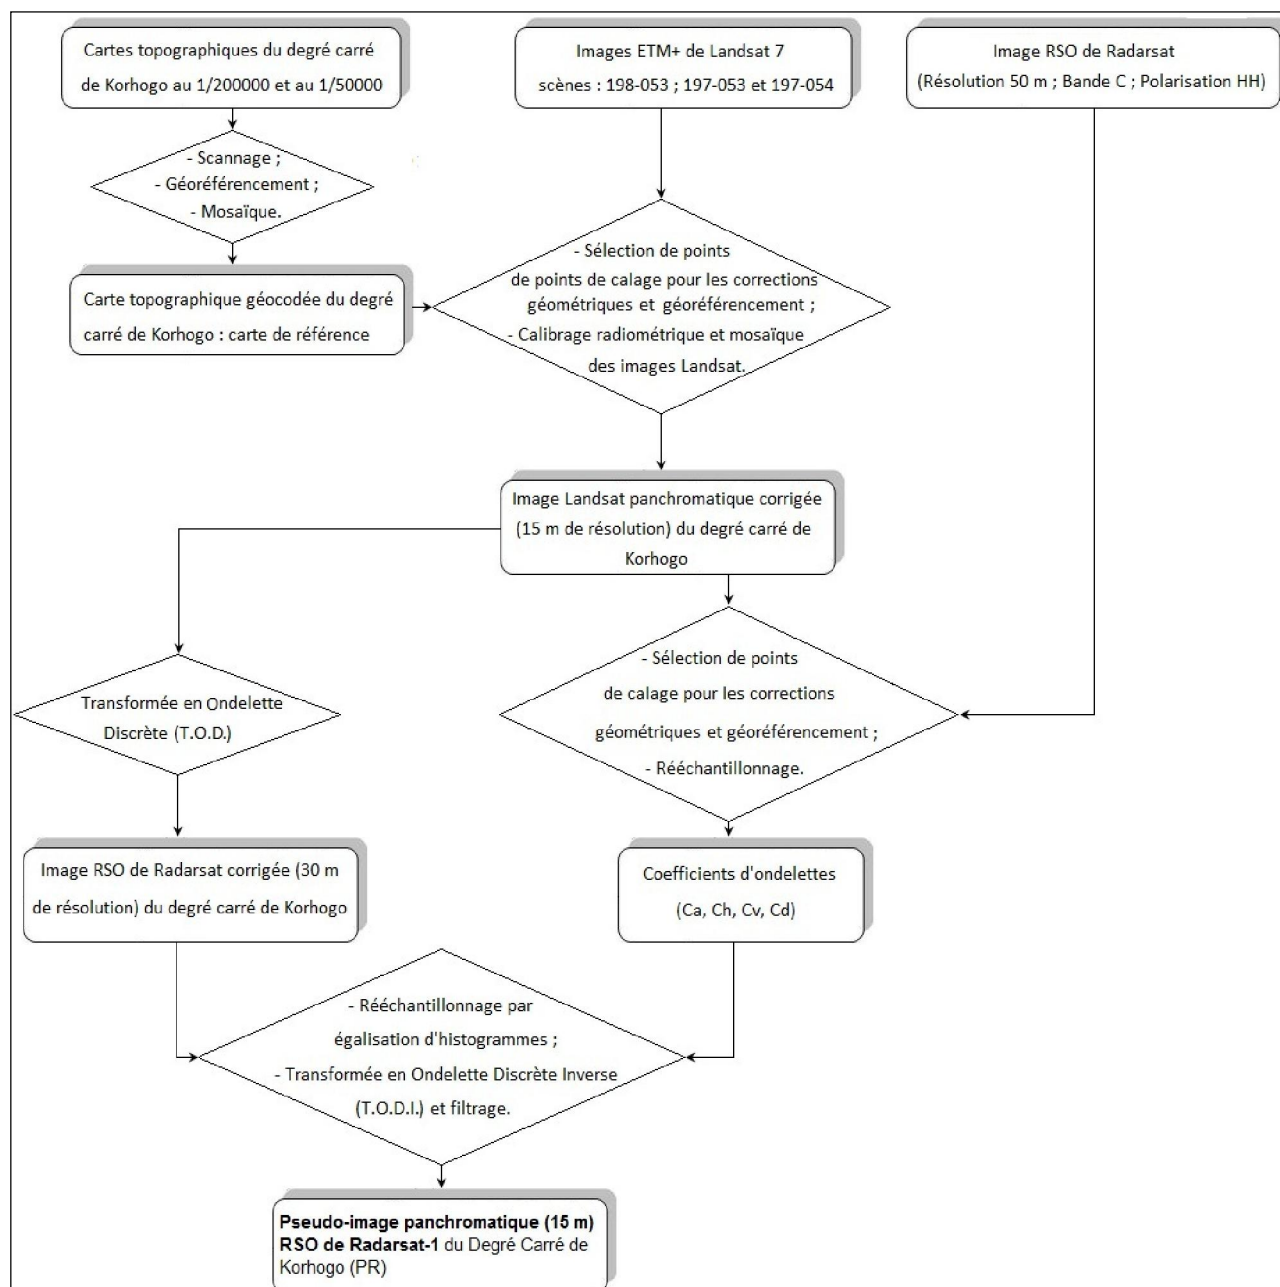 Cartes topographiques du degré carré
de Korhogo au 1/200000 et au 1/50000
Images ETM+ de Landsat 7
scènes : 198-053 ; 197-053 et 197-054
Image RSO de Radarsat
(Résolution 50 m ; Bande C ; Polarisation HH)
- Scannage ;
- Géoréférencement ;
- Mosaïque.
Carte topographique géocodée du degré
carré de Korhogo : carte de référence
- Sélection de points
de points de calage pour les corrections
géométriques et géoréférencement ;
- Calibrage radiométrique et mosaïque
des images Landsat.
Image Landsat panchromatique corrigée
(15 m de résolution) du degré carré de
Korhogo
Transformée en Ondelette
Discrète (T.O.D.)
- Sélection de points
de calage pour les corrections
géométriques et géoréférencement ;
- Rééchantillonnage.
Image RSO de Radarsat corrigée (30 m
de résolution) du degré carré de Korhogo
Coefficients d'ondelettes
(Ca, Ch, Cv, Cd)
- Rééchantillonnage par
égalisation d'histogrammes ;
- Transformée en Ondelette Discrète Inverse
(T.O.D.I.) et filtrage.
Pseudo-image panchromatique (15 m)
RSO de Radarsat-1 du Degré Carré de
Korhogo (PR)